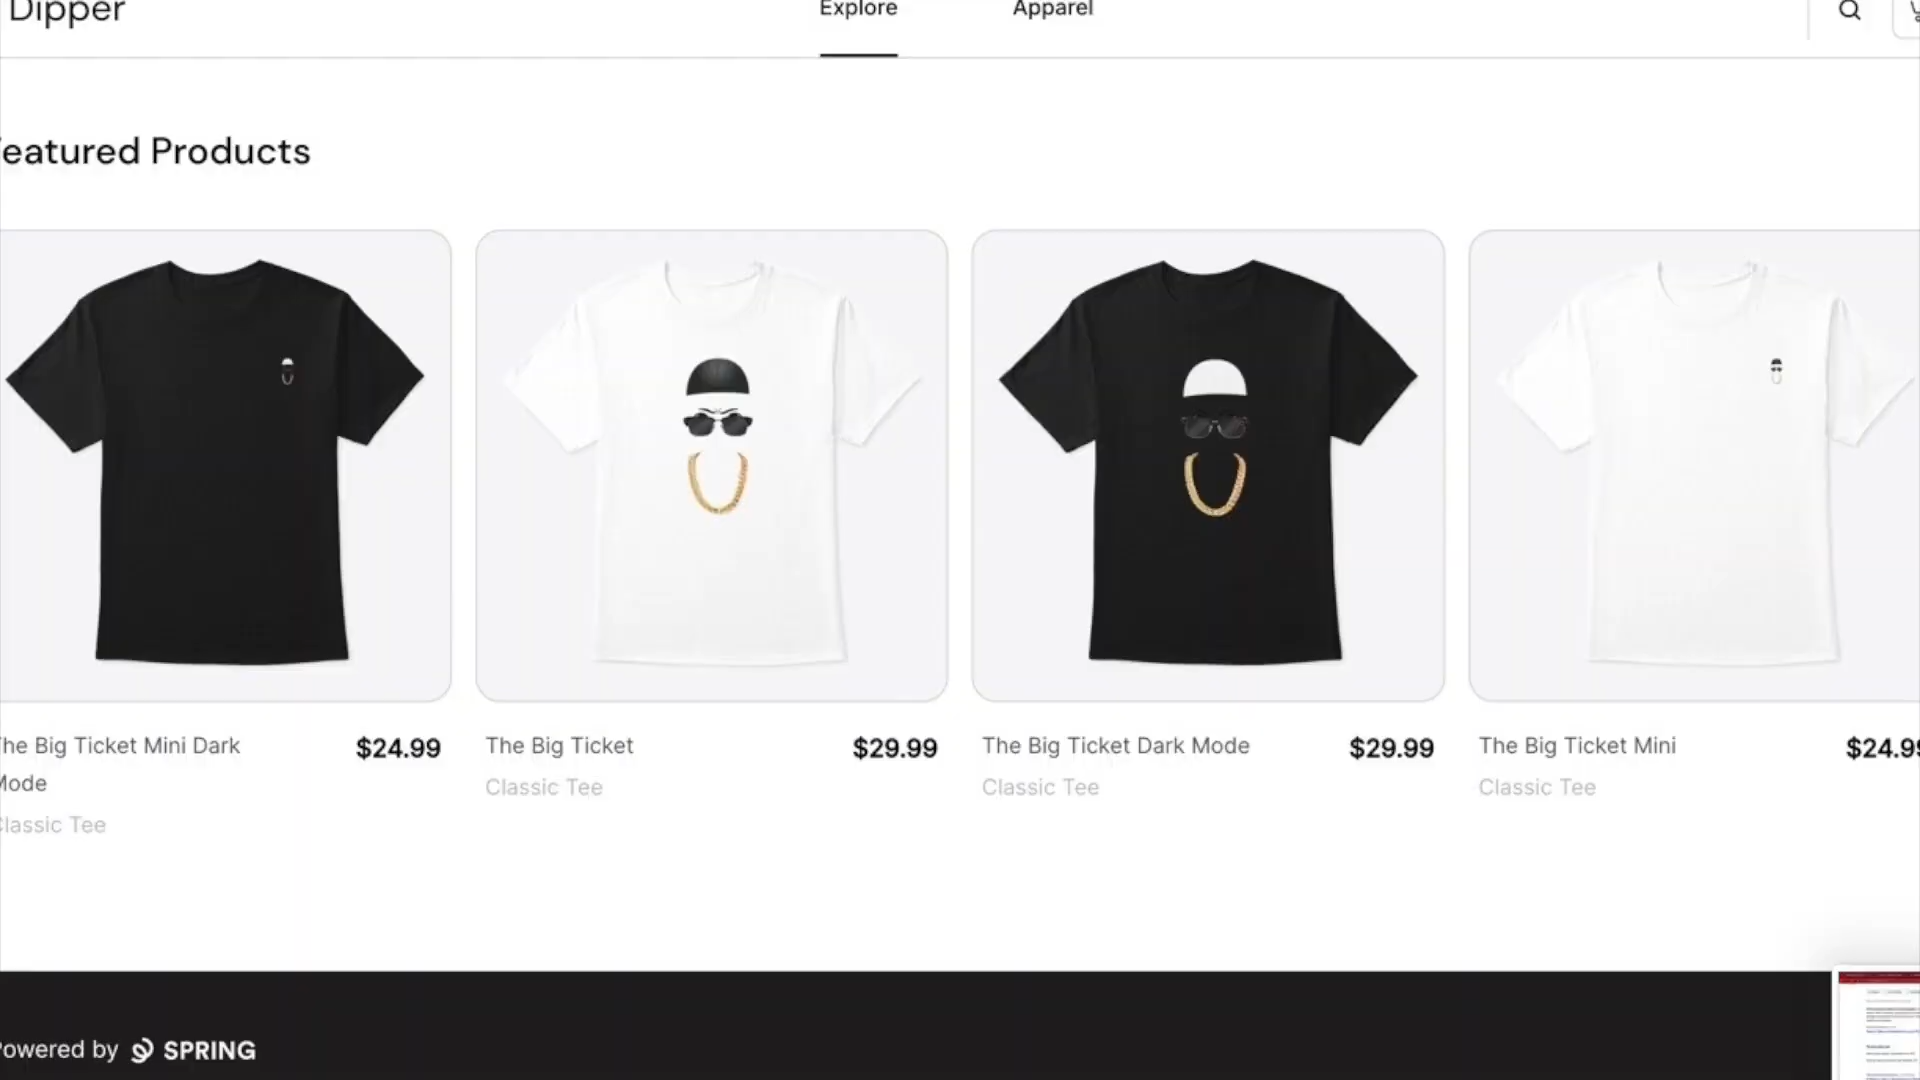 Dipper
Explore
Apparel
eatured Products
he Big Ticket Mini Dark
Mode
$24.99
lassic Tee
The Big Ticket
$29.99
Classic Tee
The Big Ticket Dark Mode
$29.99
Classic Tee
The Big Ticket Mini
$24.99
Classic Tee
owered by SPRING